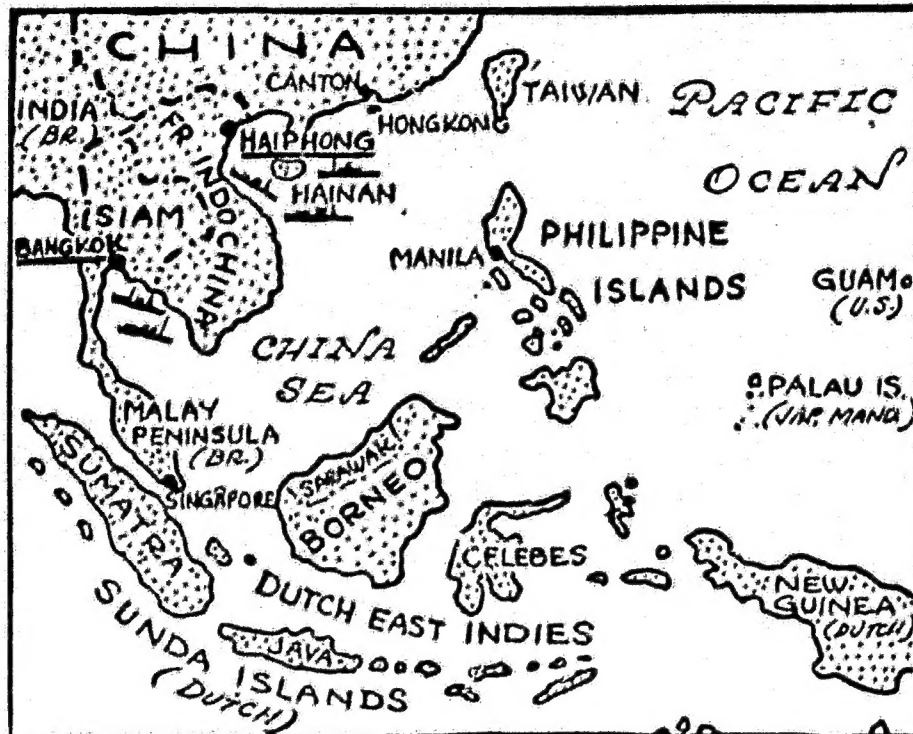 CHINA
CANTON
INDIA
(BR.)
HONGKONG
TAIWAN
PACIFIC
OCEAN
FR INDOCHINA
HAIPHONG
HAINAN
SIAM
BANGKOK
MANILA
PHILIPPINE
ISLANDS
GUAM
(U.S.)
CHINA
SEA
PALAU IS.
(JAP. MAND.)
MALAY
PENINSULA
(BR.)
SINGAPORE
SUMATRA
SARAWAK
BORNEO
CELEBES
NEW
GUINEA
(DUTCH)
DUTCH EAST INDIES
SUNDA ISLANDS
(DUTCH)
JAVA